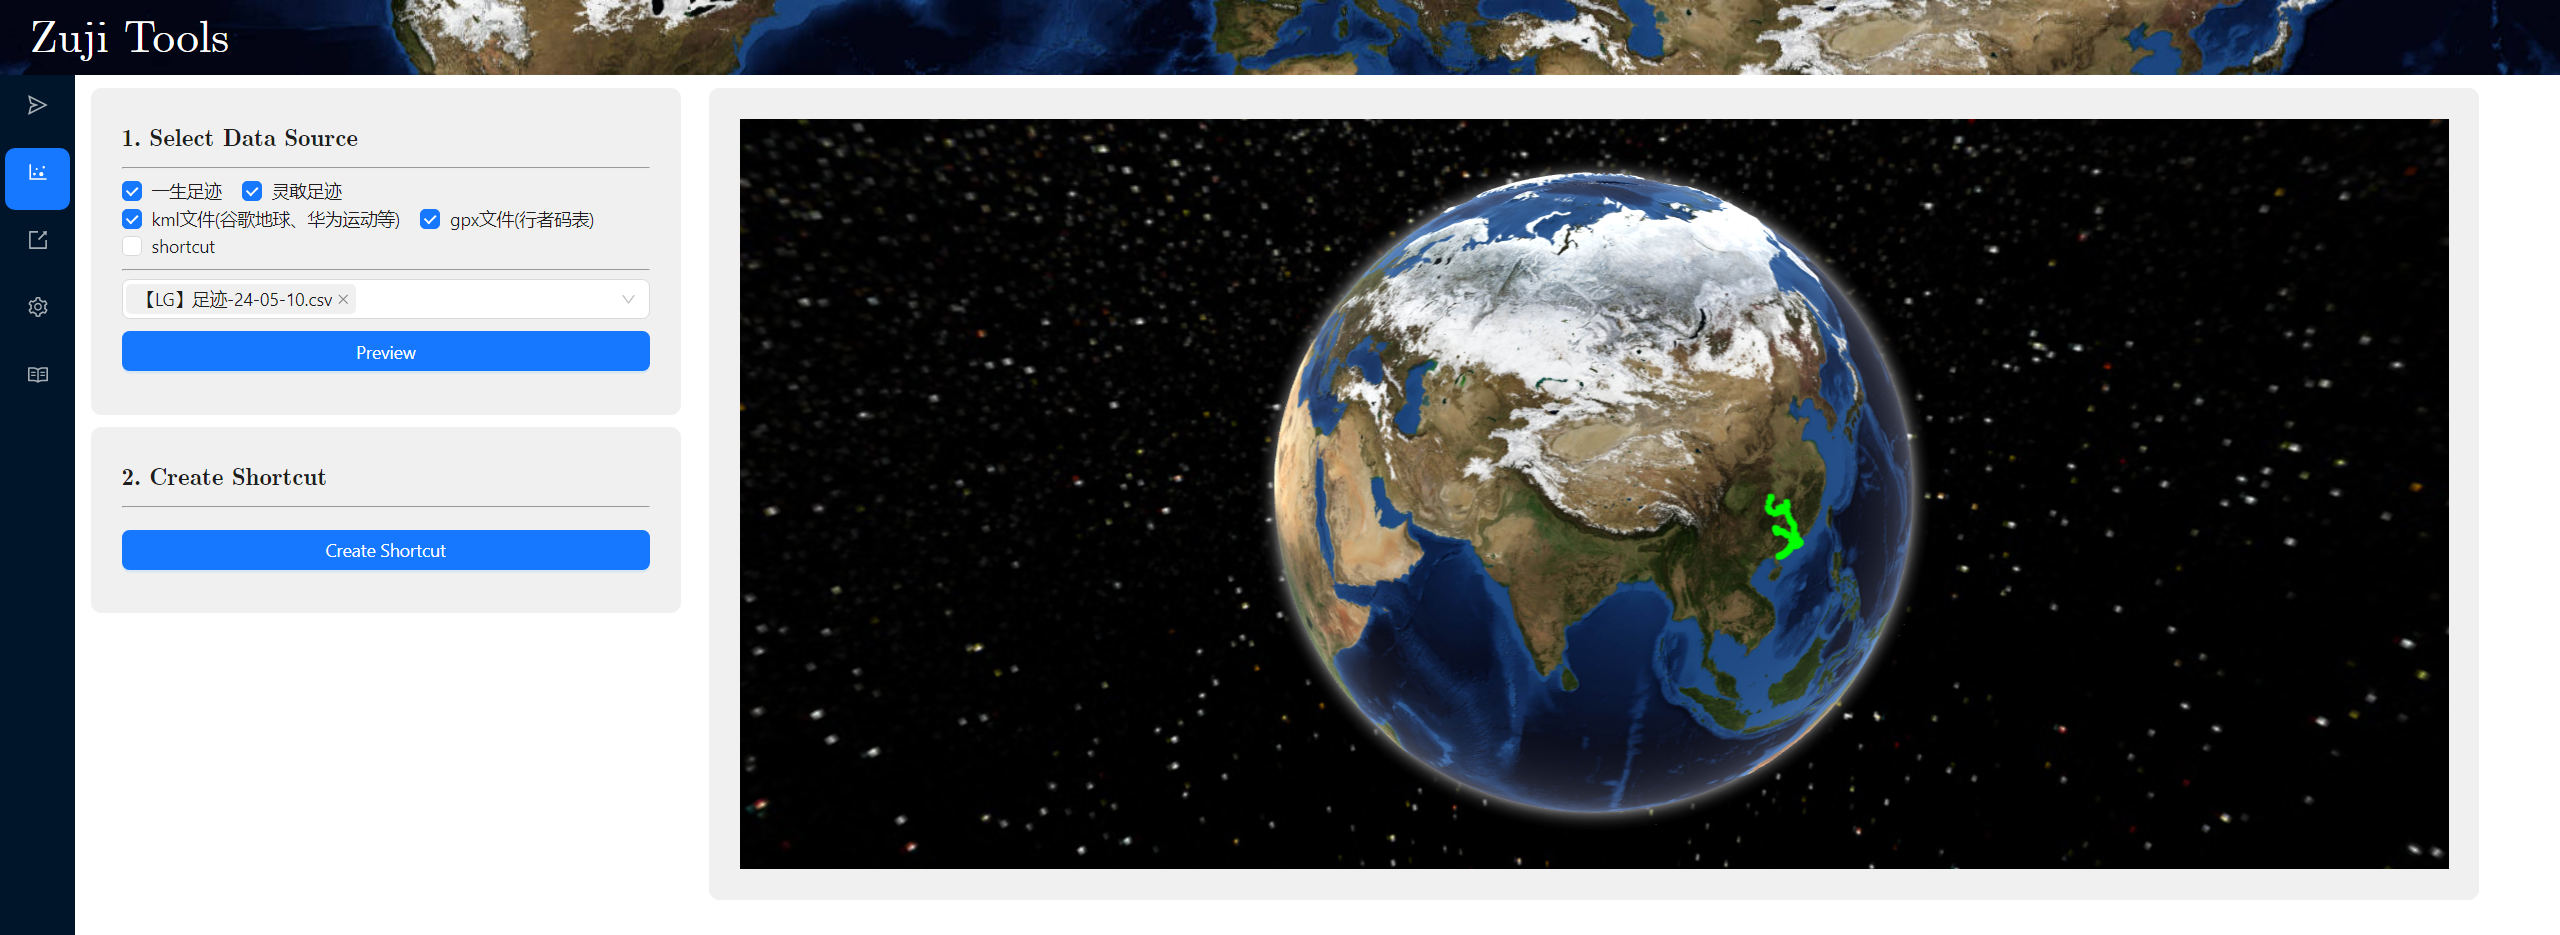 Zuji Tools
1. Select Data Source
一生足迹 灵敢足迹
kml文件(谷歌地球、华为运动等) gpx文件(行者码表)
shortcut
【LG】足迹-24-05-10.csv
Preview
2. Create Shortcut
Create Shortcut